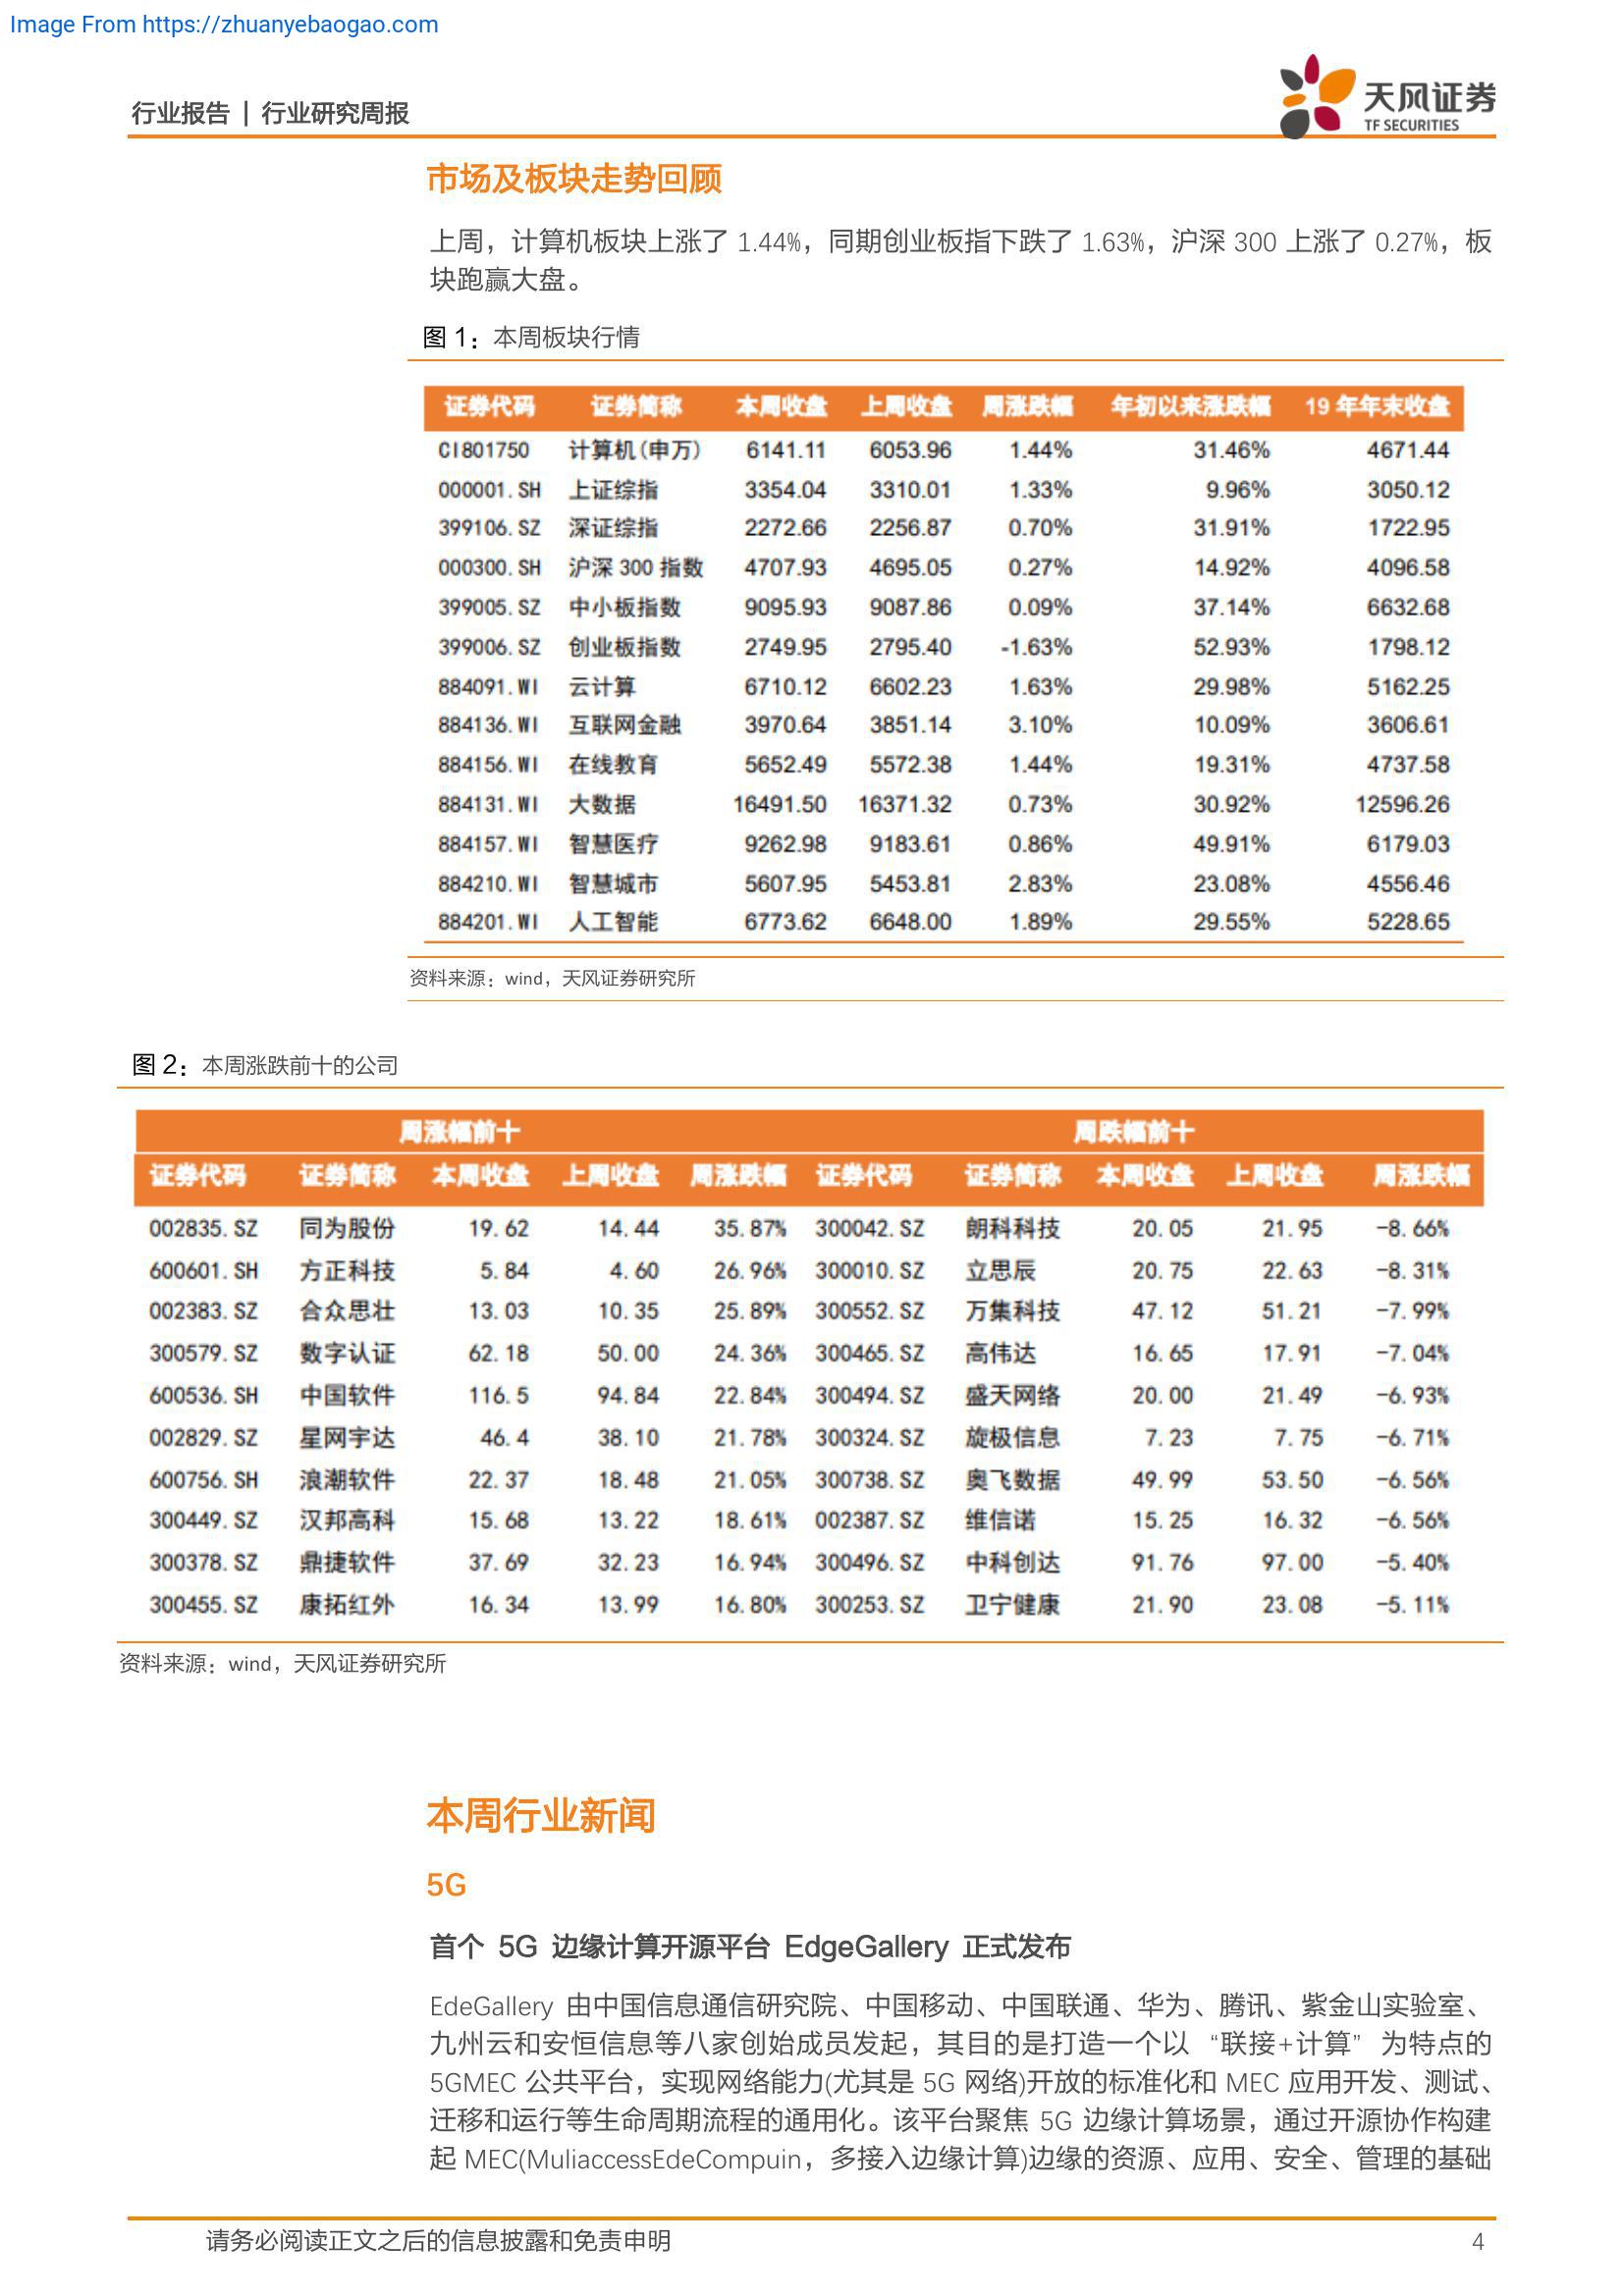 Image From https://zhuanyebaogao.com
行业报告 | 行业研究周报
天风证券
TF SECURITIES
市场及板块走势回顾
上周，计算机板块上涨了 1.44%，同期创业板指下跌了 1.63%，沪深 300 上涨了 0.27%，板
块跑赢大盘。
图 1：本周板块行情
证券代码 证券简称 本周收盘 上周收盘 周涨跌幅 年初以来涨跌幅 19 年年末收盘
CI801750 计算机(申万) 6141.11 6053.96 1.44% 31.46% 4671.44
000001.SH 上证综指 3354.04 3310.01 1.33% 9.96% 3050.12
399106.SZ 深证综指 2272.66 2256.87 0.70% 31.91% 1722.95
000300.SH 沪深 300 指数 4707.93 4695.05 0.27% 14.92% 4096.58
399005.SZ 中小板指数 9095.93 9087.86 0.09% 37.14% 6632.68
399006.SZ 创业板指数 2749.95 2795.40 -1.63% 52.93% 1798.12
884091.WI 云计算 6710.12 6602.23 1.63% 29.98% 5162.25
884136.WI 互联网金融 3970.64 3851.14 3.10% 10.09% 3606.61
884156.WI 在线教育 5652.49 5572.38 1.44% 19.31% 4737.58
884131.WI 大数据 16491.50 16371.32 0.73% 30.92% 12596.26
884157.WI 智慧医疗 9262.98 9183.61 0.86% 49.91% 6179.03
884210.WI 智慧城市 5607.95 5453.81 2.83% 23.08% 4556.46
884201.WI 人工智能 6773.62 6648.00 1.89% 29.55% 5228.65
资料来源：wind，天风证券研究所
图 2：本周涨跌前十的公司
周涨幅前十 周跌幅前十
证券代码 证券简称 本周收盘 上周收盘 周涨跌幅 证券代码 证券简称 本周收盘 上周收盘 周涨跌幅
002835.SZ 同为股份 19.62 14.44 35.87% 300042.SZ 朗科科技 20.05 21.95 -8.66%
600601.SH 方正科技 5.84 4.60 26.96% 300010.SZ 立思辰 20.75 22.63 -8.31%
002383.SZ 合众思壮 13.03 10.35 25.89% 300552.SZ 万集科技 47.12 51.21 -7.99%
300579.SZ 数字认证 62.18 50.00 24.36% 300465.SZ 高伟达 16.65 17.91 -7.04%
600536.SH 中国软件 116.5 94.84 22.84% 300494.SZ 盛天网络 20.00 21.49 -6.93%
002829.SZ 星网宇达 46.4 38.10 21.78% 300324.SZ 旋极信息 7.23 7.75 -6.71%
600756.SH 浪潮软件 22.37 18.48 21.05% 300738.SZ 奥飞数据 49.99 53.50 -6.56%
300449.SZ 汉邦高科 15.68 13.22 18.61% 002387.SZ 维信诺 15.25 16.32 -6.56%
300378.SZ 鼎捷软件 37.69 32.23 16.94% 300496.SZ 中科创达 91.76 97.00 -5.40%
300455.SZ 康拓红外 16.34 13.99 16.80% 300253.SZ 卫宁健康 21.90 23.08 -5.11%
资料来源：wind，天风证券研究所
本周行业新闻
5G
首个 5G 边缘计算开源平台 EdgeGallery 正式发布
EdeGallery 由中国信息通信研究院、中国移动、中国联通、华为、腾讯、紫金山实验室、
九州云和安恒信息等八家创始成员发起，其目的是打造一个以 “联接+计算” 为特点的
5GMEC 公共平台，实现网络能力(尤其是 5G 网络)开放的标准化和 MEC 应用开发、测试、
迁移和运行等生命周期流程的通用化。该平台聚焦 5G 边缘计算场景，通过开源协作构建
起 MEC(MuliaccessEdeCompuin，多接入边缘计算)边缘的资源、应用、安全、管理的基础
请务必阅读正文之后的信息披露和免责申明 4